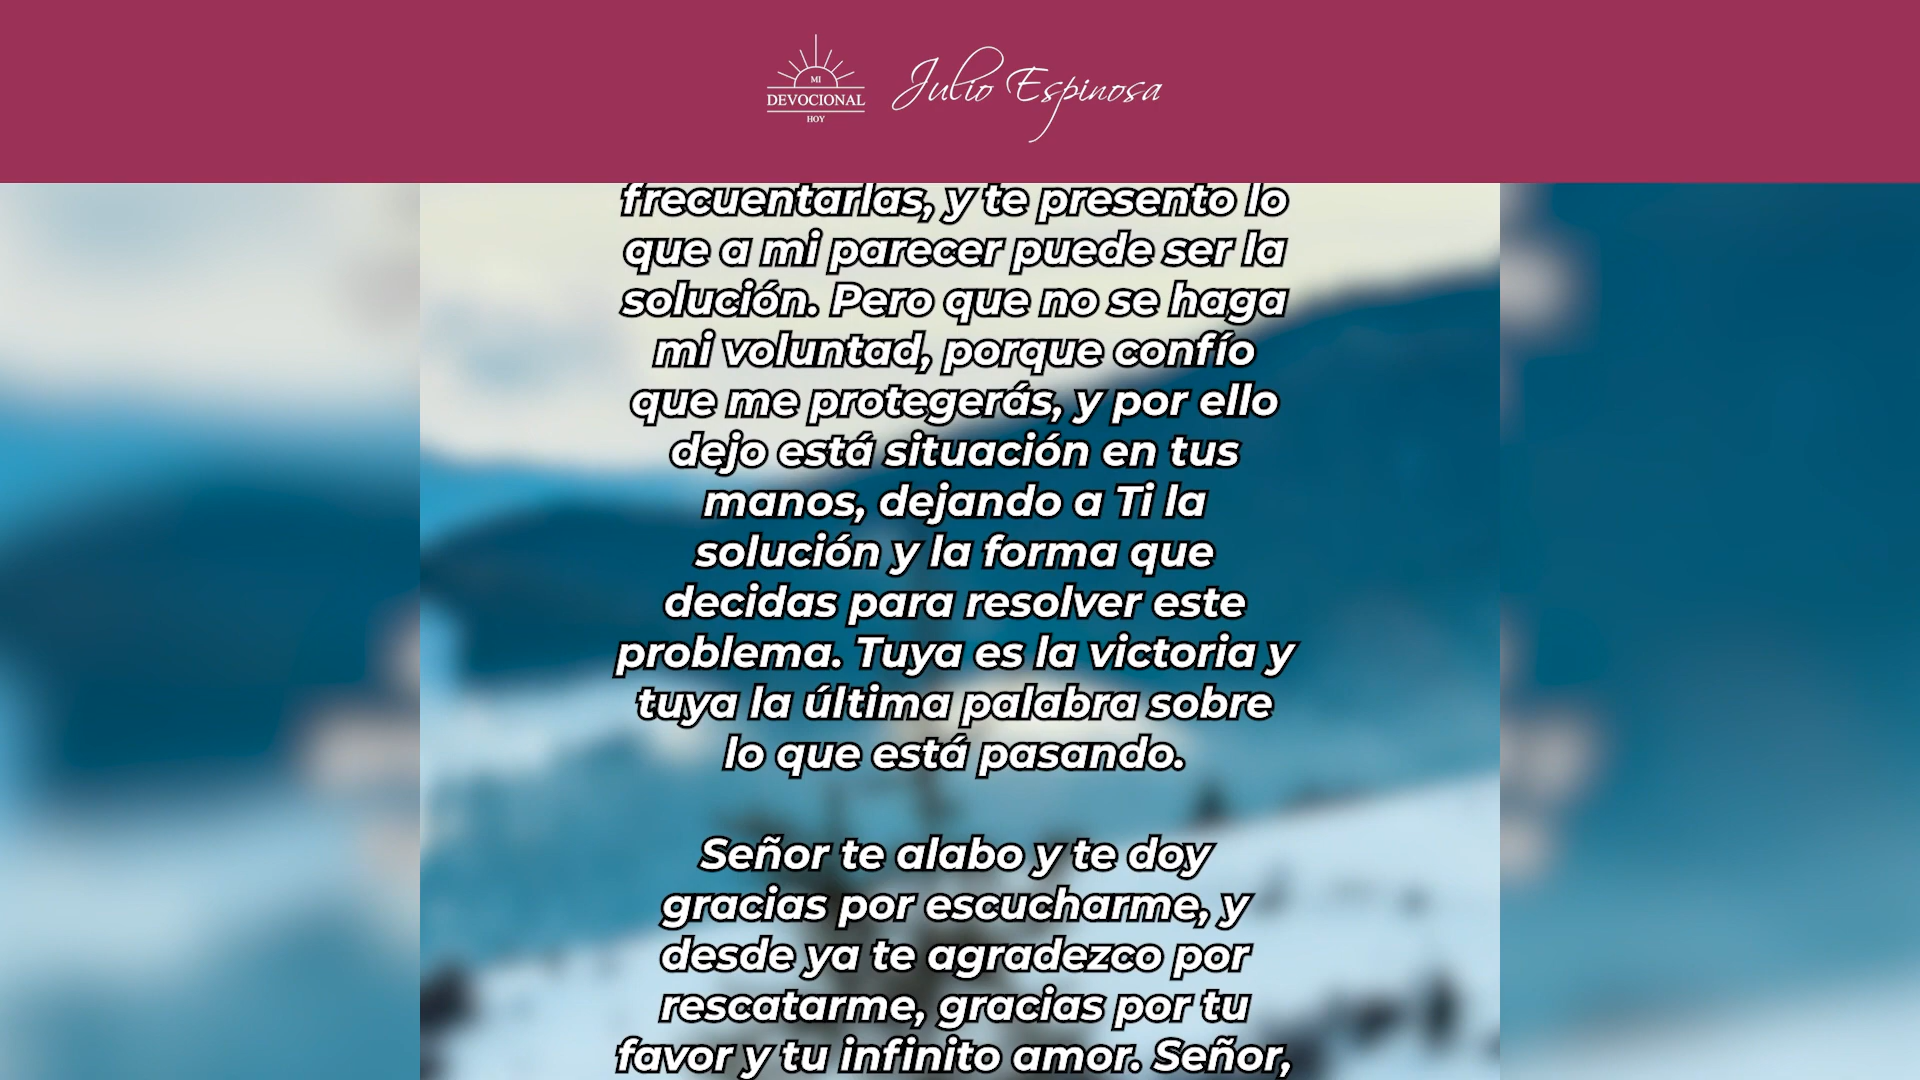 MI
DEVOCIONAL
HOY
Julio Espinosa
frecuentarlas, y te presento lo
que a mi parecer puede ser la
solución. Pero que no se haga
mi voluntad, porque confío
que me protegerás, y por ello
dejo está situación en tus
manos, dejando a Ti la
solución y la forma que
decidas para resolver este
problema. Tuya es la victoria y
tuya la última palabra sobre
lo que está pasando.
Señor te alabo y te doy
gracias por escucharme, y
desde ya te agradezco por
rescatarme, gracias por tu
favor y tu infinito amor. Señor,